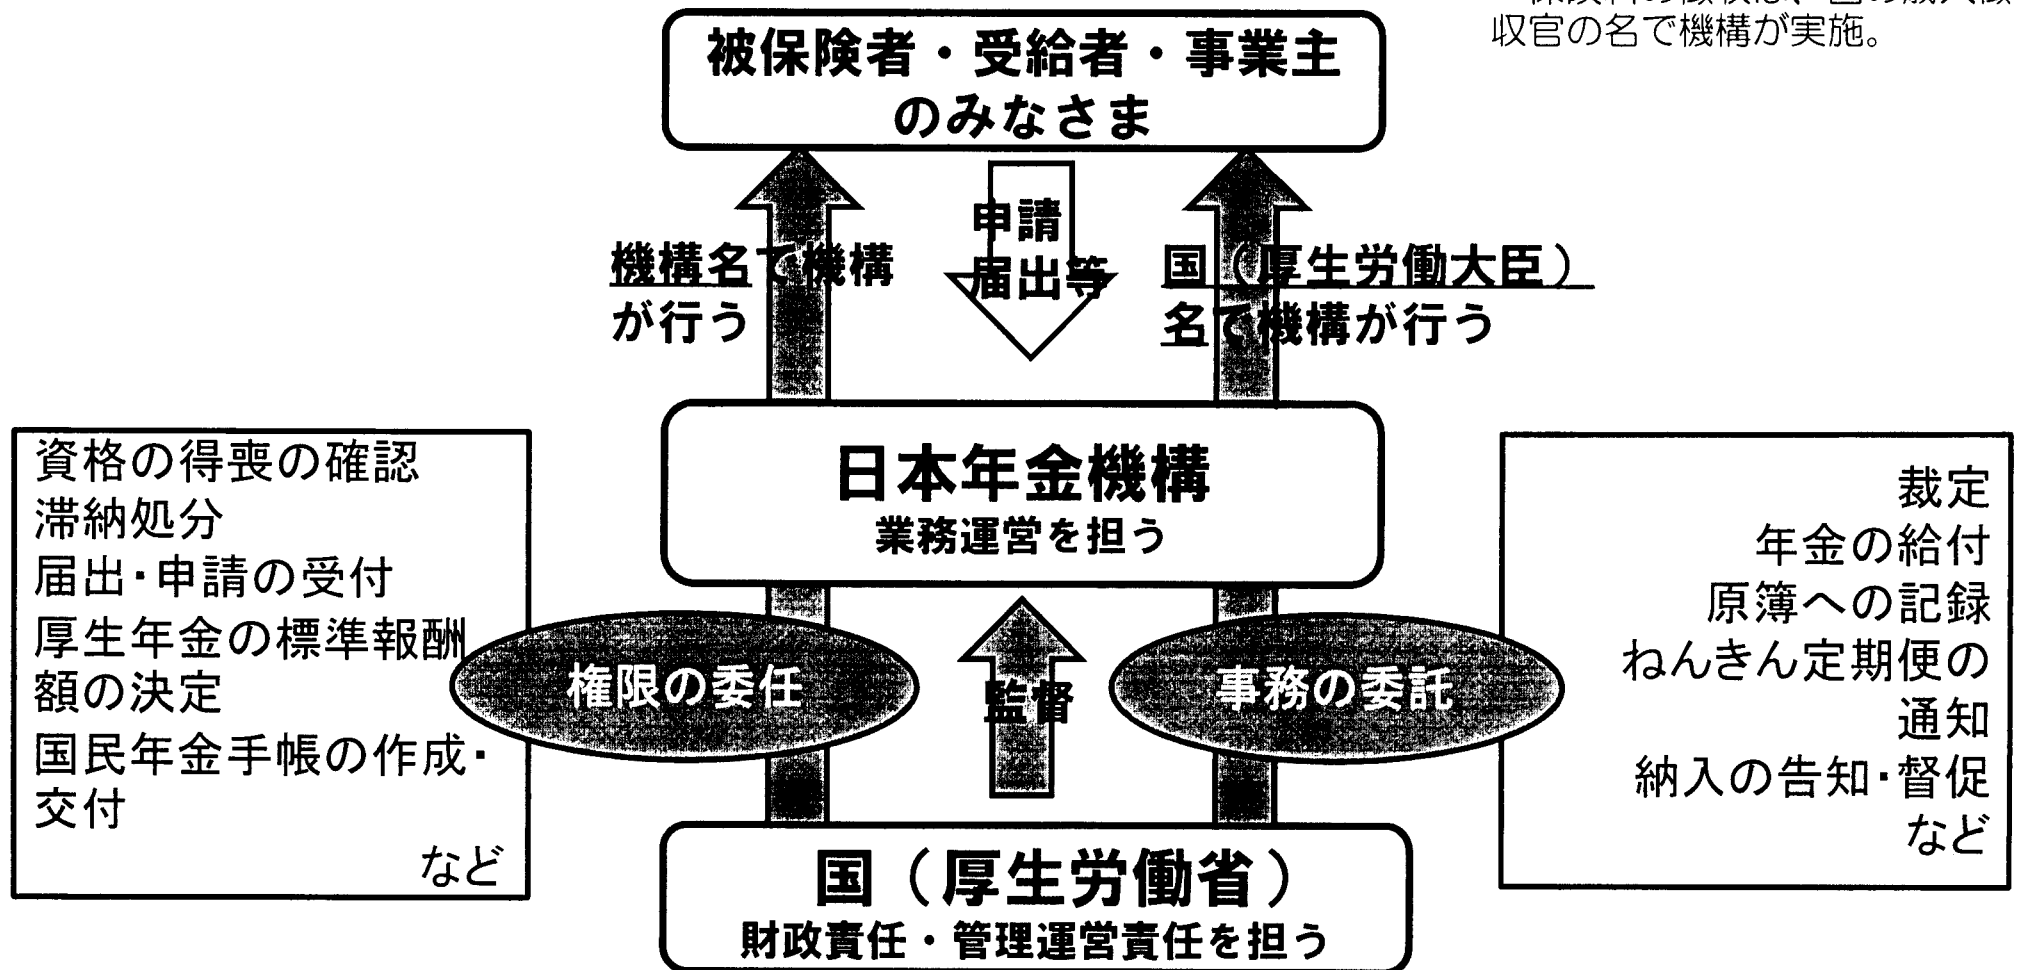 収官の名で機構が実施。
被保険者・受給者・事業主
のみなさま
申請
届出等
機構名で機構
が行う
国（厚生労働大臣）
名で機構が行う
日本年金機構
業務運営を担う
資格の得喪の確認
滞納処分
届出・申請の受付
厚生年金の標準報酬
額の決定
国民年金手帳の作成・
交付
など
権限の委任
監督
事務の委託
裁定
年金の給付
原簿への記録
ねんきん定期便の
通知
納入の告知・督促
など
国（厚生労働省）
財政責任・管理運営責任を担う